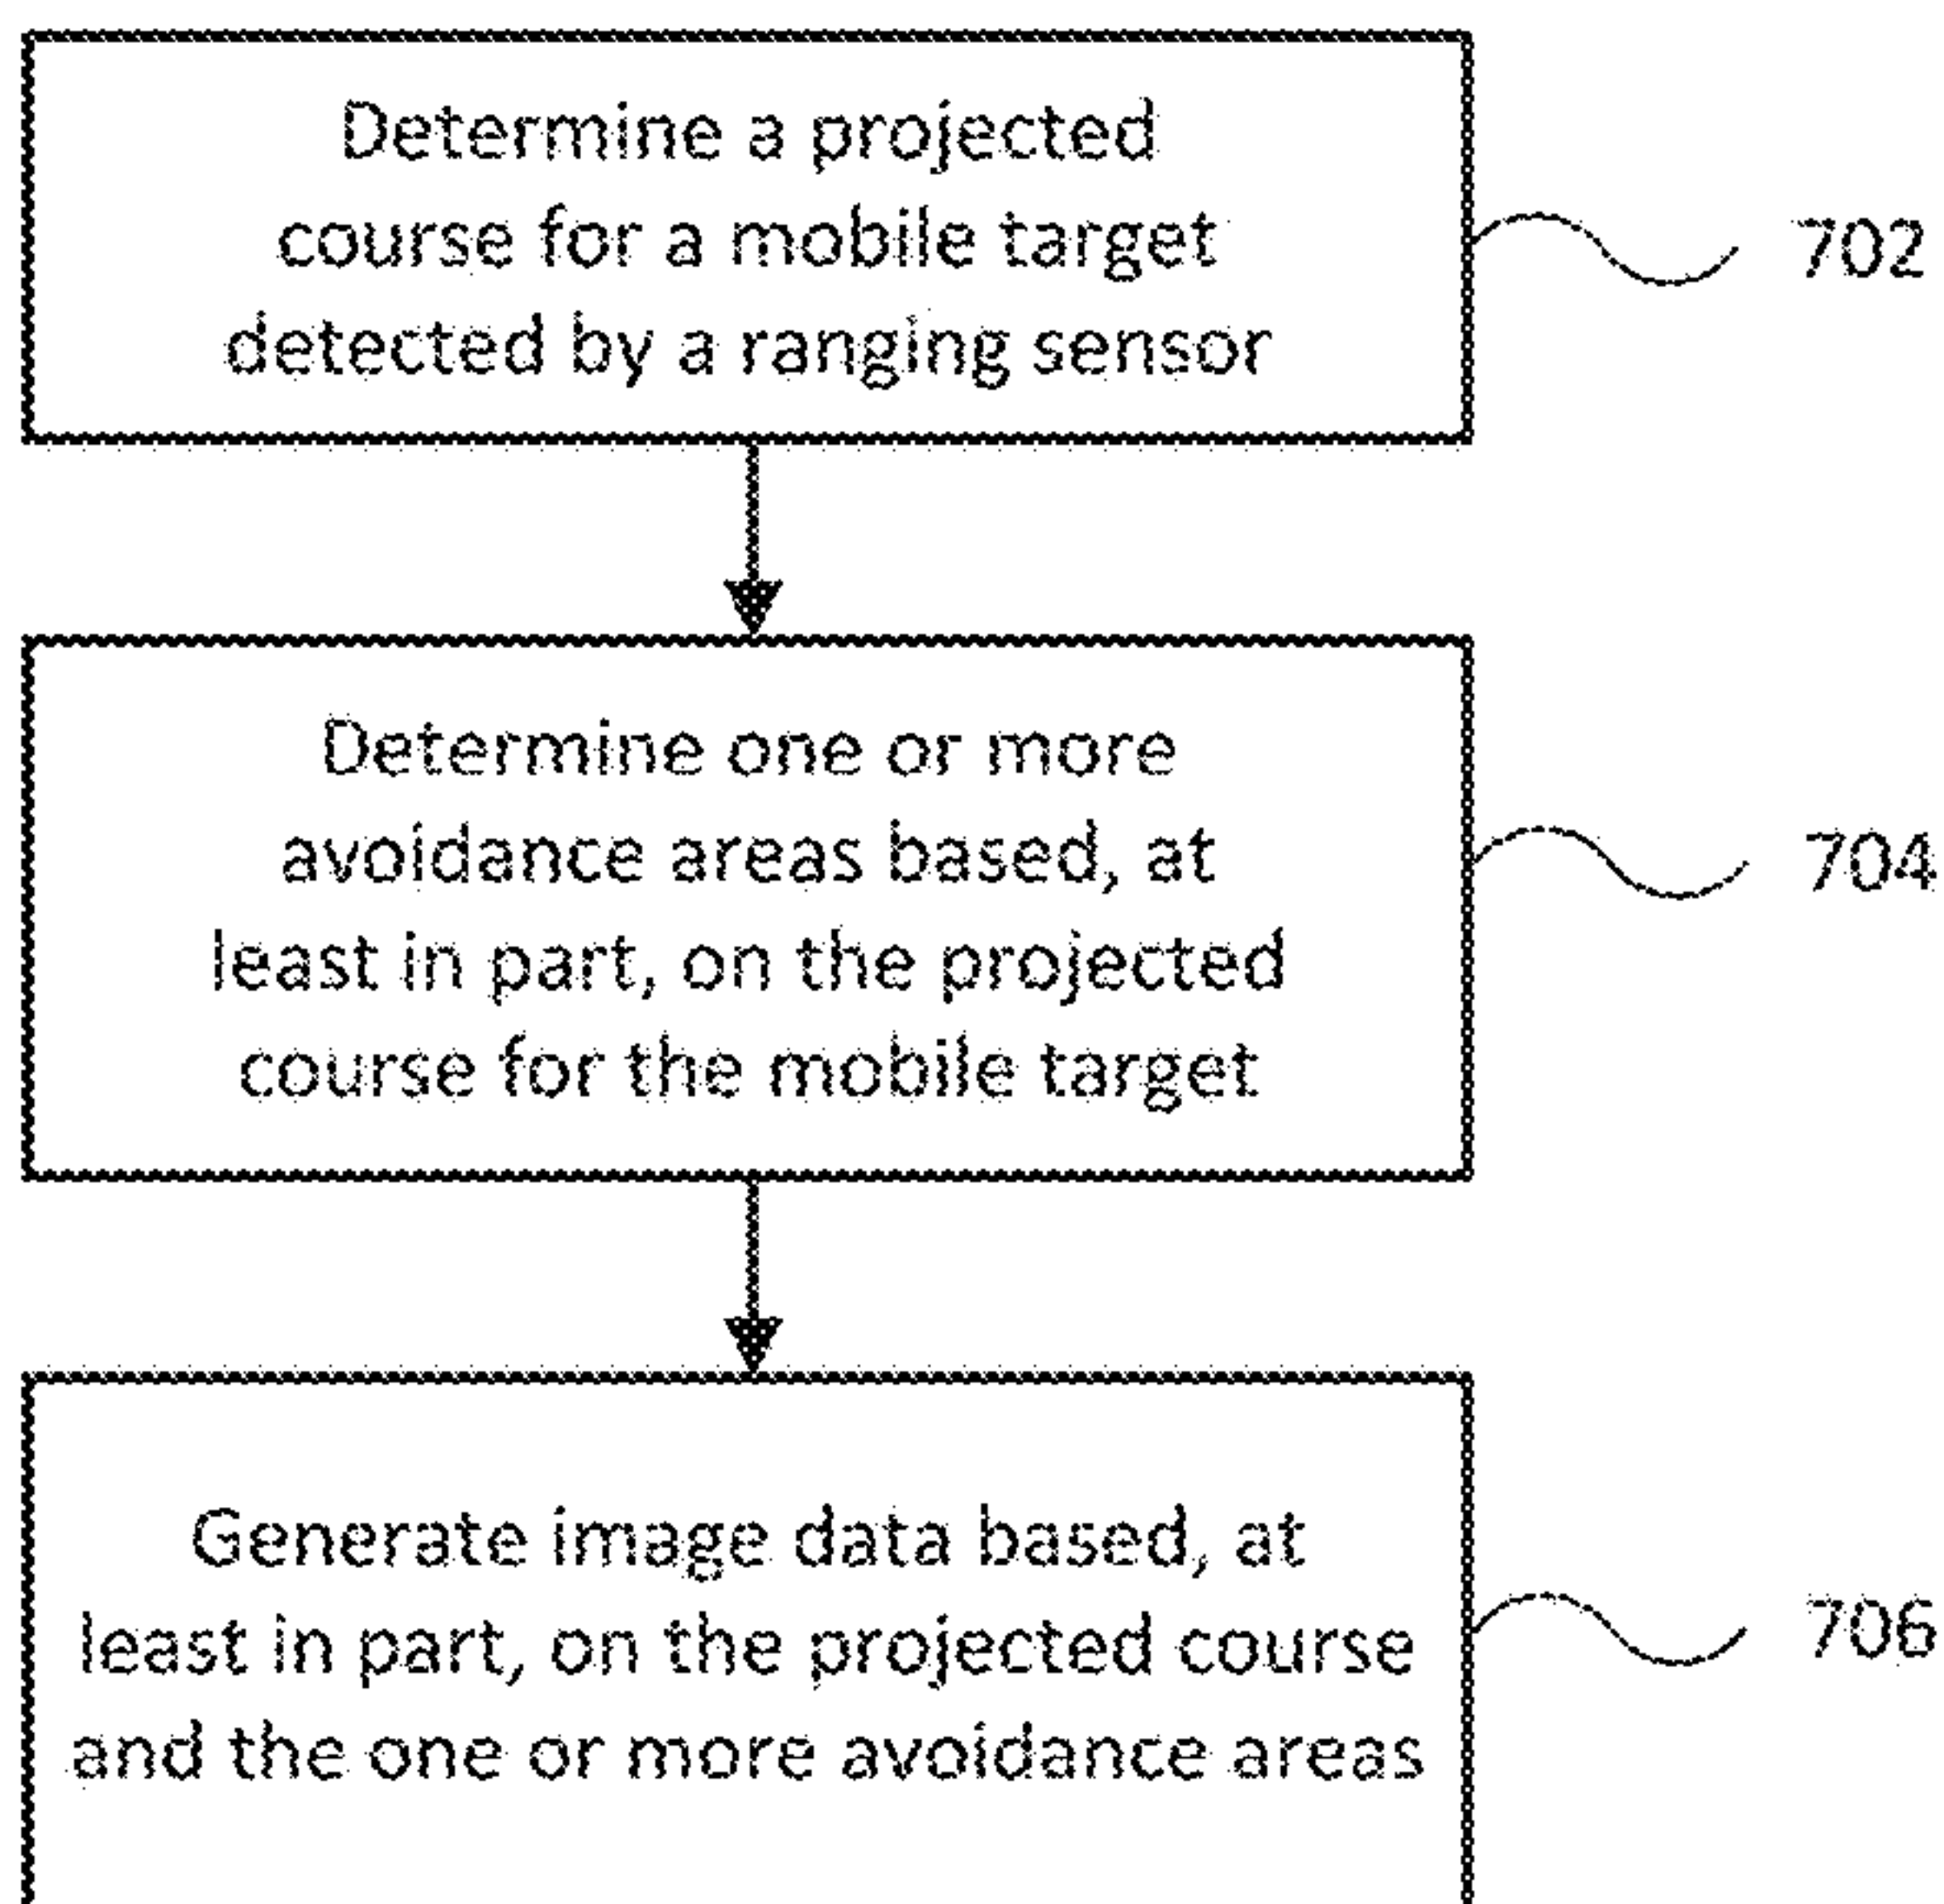 Determine a projected
course for a mobile target
detected by a ranging sensor
702
Determine one or more
avoidance areas based, at
least in part, on the projected
course for the mobile target
704
Generate image data based, at
least in part, on the projected course
and the one or more avoidance areas
706